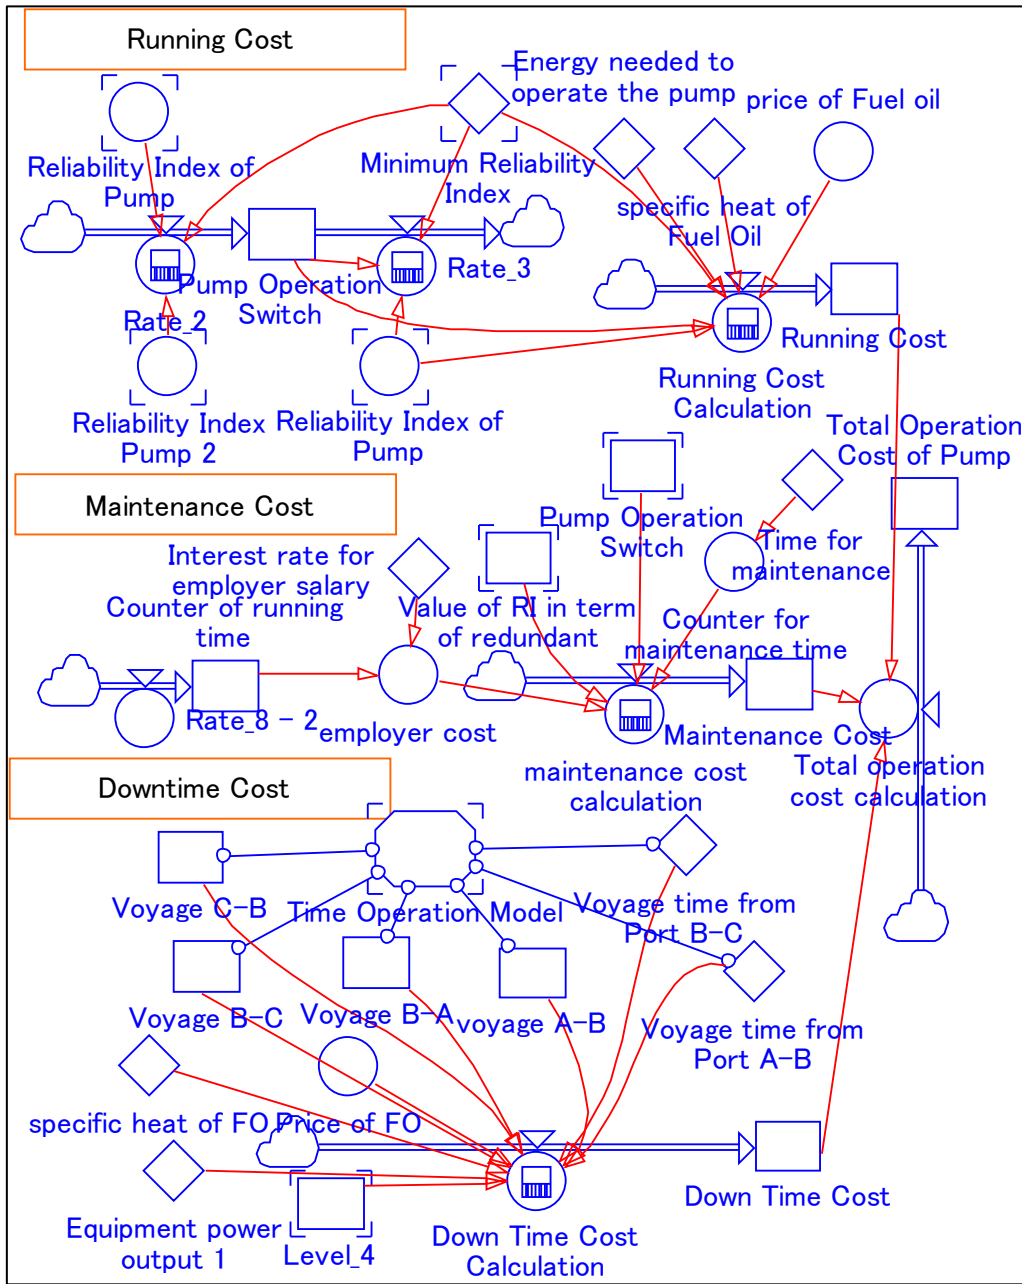 Running Cost
Energy needed to
operate the pump
price of Fuel oil
Reliability Index of
Pump
Minimum Reliability
Index
specific heat of
Fuel Oil
Rate_3
Pump Operation
Switch
Rate_2
Running Cost
Running Cost
Calculation
Reliability Index
Pump 2
Reliability Index of
Pump
Total Operation
Cost of Pump
Maintenance Cost
Pump Operation
Switch
Time for
maintenance
Interest rate for
employer salary
Counter of running
time
Value of RI in term
of redundant
Counter for
maintenance time
Rate_8 - 2
employer cost
Maintenance Cost
maintenance cost
calculation
Total operation
cost calculation
Downtime Cost
Voyage C-B
Time Operation Model
Voyage time from
Port B-C
Voyage B-C
Voyage B-A
voyage A-B
Voyage time from
Port A-B
specific heat of FO
Price of FO
Down Time Cost
Equipment power
output 1
Level_4
Down Time Cost
Calculation